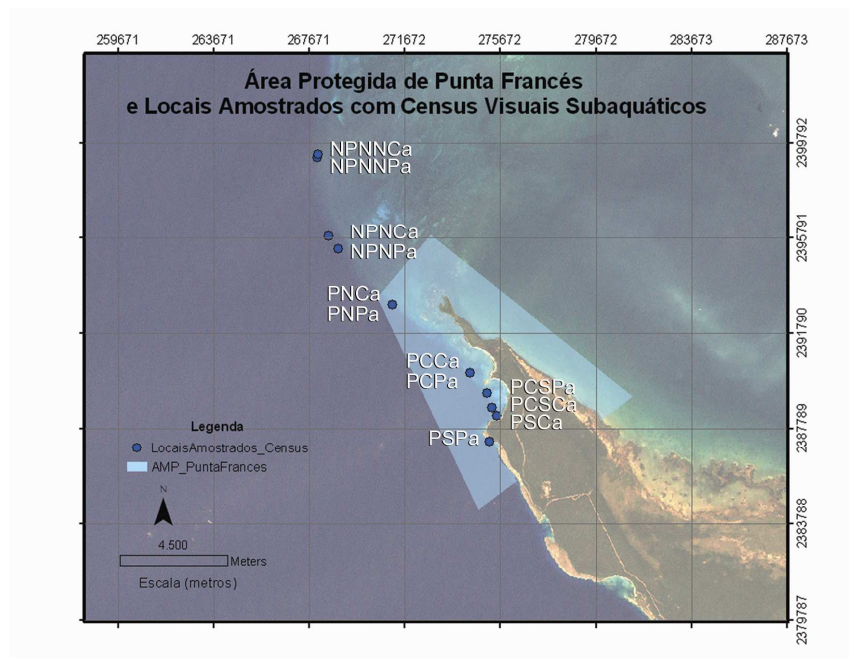 259671 263671 267671 271672 275672 279672 283673 287673
Área Protegida de Punta Francés
e Locais Amostrados com Census Visuais Subaquáticos
2399792
NPNNCa
NPNNPa
NPNCa
NPNPa
2395791
PNCa
PNPa
2391790
PCCa
PCPa
PCSPa
PCSCa
PSCa
PSPa
2387789
Legenda
LocaisAmostrados_Census
AMP_PuntaFrances
N
2383788
4.500
Meters
Escala (metros)
2379787